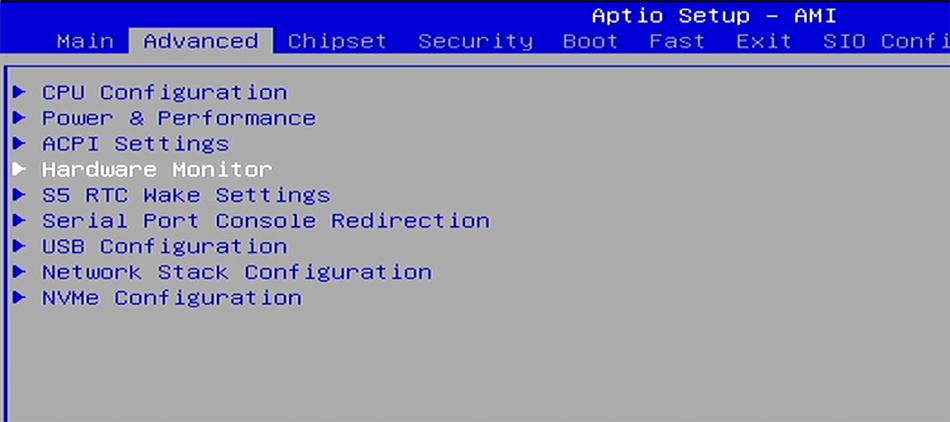 Aptio Setup - AMI
Main Advanced Chipset Security Boot Fast Exit SIO Confi
CPU Configuration
Power & Performance
ACPI Settings
Hardware Monitor
S5 RTC Wake Settings
Serial Port Console Redirection
USB Configuration
Network Stack Configuration
NVMe Configuration